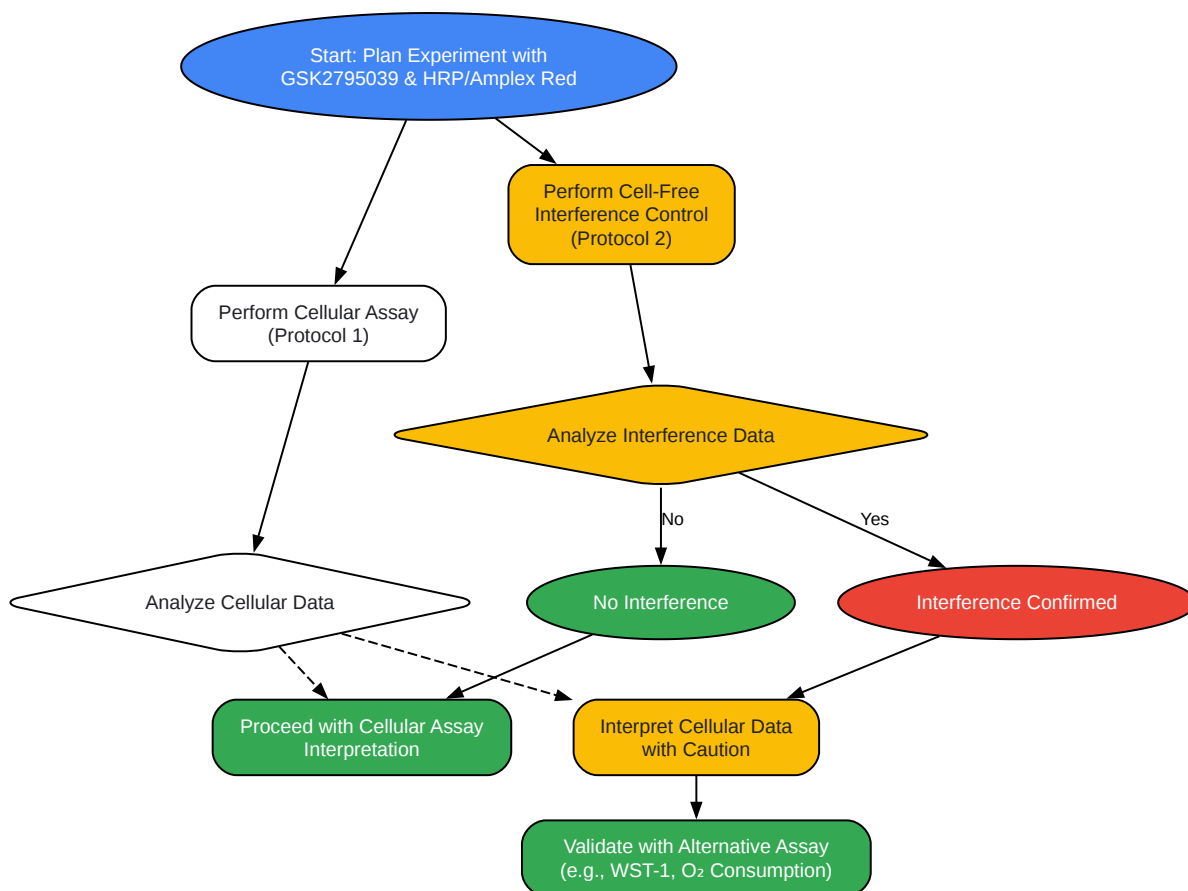 Start: Plan Experiment with
GSK2795039 & HRP/Amplex Red
Perform Cell-Free
Interference Control
(Protocol 2)
Perform Cellular Assay
(Protocol 1)
Analyze Interference Data
No
Yes
Analyze Cellular Data
No Interference
Interference Confirmed
Proceed with Cellular Assay
Interpretation
Interpret Cellular Data
with Caution
Validate with Alternative Assay
(e.g., WST-1, O₂ Consumption)